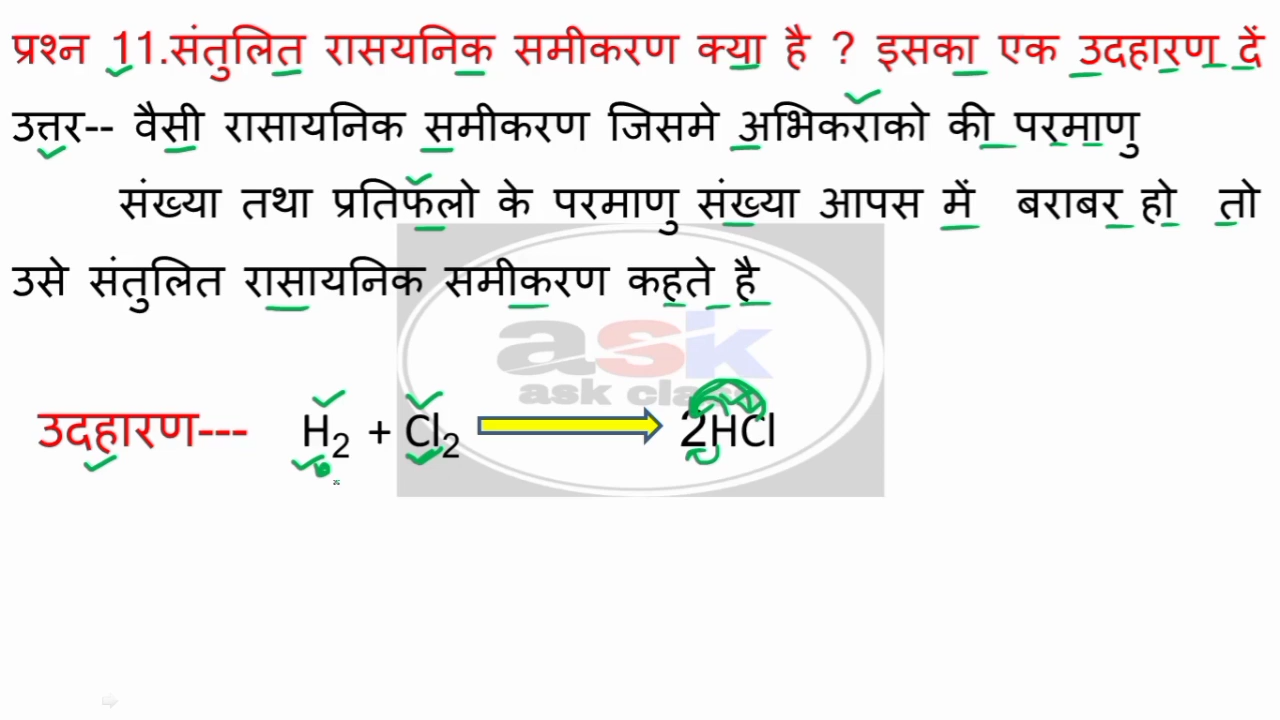 प्रश्न 11.संतुलित रासयनिक समीकरण क्या है ? इसका एक उदहारण दें
उत्तर-- वैसी रासायनिक समीकरण जिसमे अभिकराको की परमाणु
संख्या तथा प्रतिफलो के परमाणु संख्या आपस में बराबर हो तो
उसे संतुलित रासायनिक समीकरण कहते है
ask
ask class
उदहारण--- H₂ + Cl₂ 2HCl